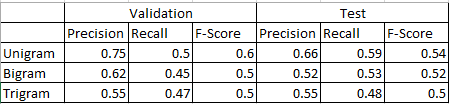 Validation Test
Precision Recall F-Score Precision Recall F-Score
Unigram 0.75 0.5 0.6 0.66 0.59 0.54
Bigram 0.62 0.45 0.5 0.52 0.53 0.52
Trigram 0.55 0.47 0.5 0.55 0.48 0.5